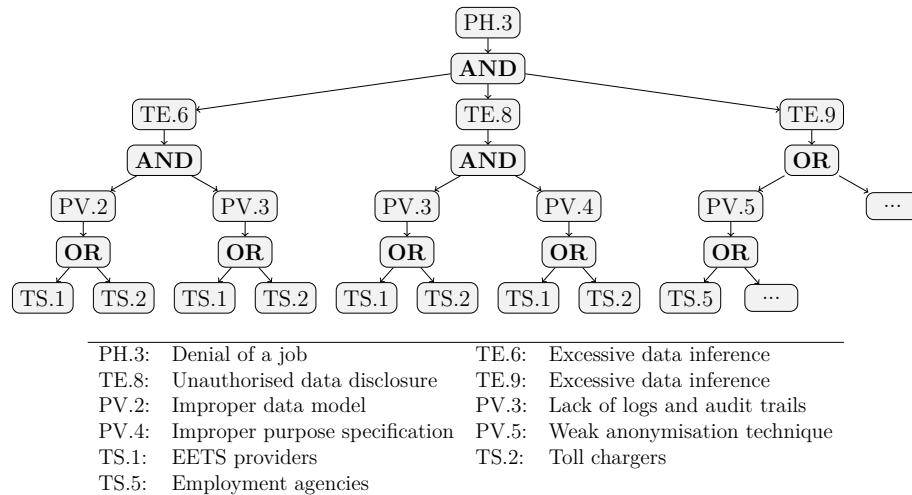 PH.3
AND
TE.6 TE.8 TE.9
AND AND OR
PV.2 PV.3 PV.3 PV.4 PV.5 ...
OR OR OR OR OR
TS.1 TS.2 TS.1 TS.2 TS.1 TS.2 TS.1 TS.2 TS.5 ...
PH.3: Denial of a job TE.6: Excessive data inference
TE.8: Unauthorised data disclosure TE.9: Excessive data inference
PV.2: Improper data model PV.3: Lack of logs and audit trails
PV.4: Improper purpose specification PV.5: Weak anonymisation technique
TS.1: EETS providers TS.2: Toll chargers
TS.5: Employment agencies